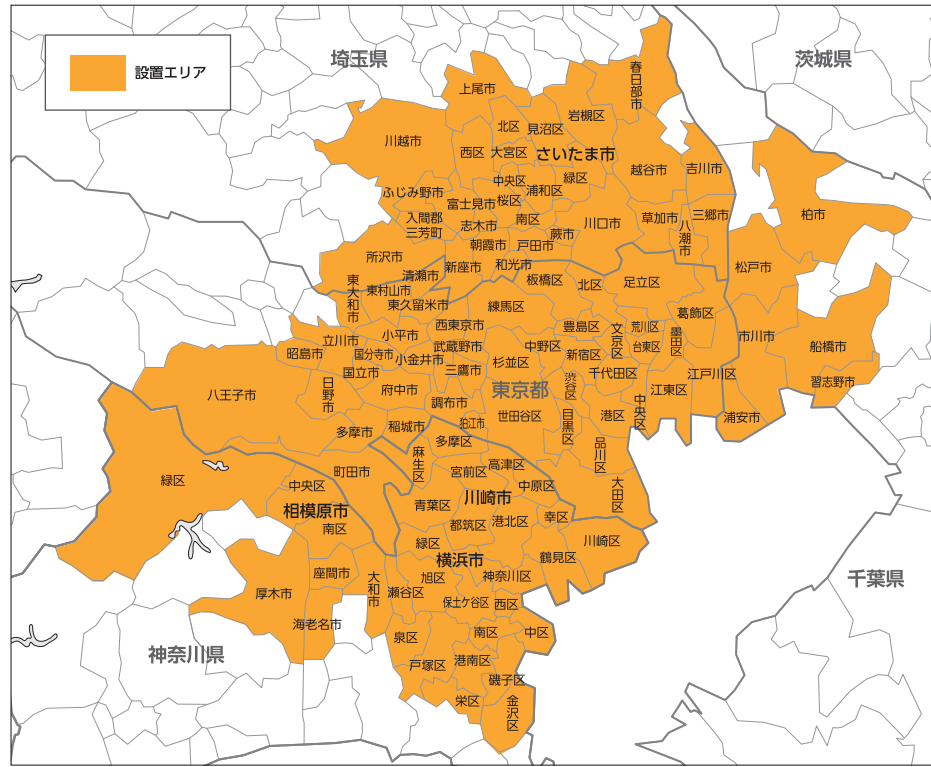 設置エリア
埼玉県
茨城県
春日部市
上尾市
岩槻区
北区
見沼区
川越市
西区
大宮区
さいたま市
越谷市
吉川市
中央区
緑区
ふじみ野市
浦和区
富士見市
桜区
入間郡
三芳町
志木市
南区
川口市
草加市
八潮市
三郷市
柏市
蕨市
朝霞市
戸田市
所沢市
清瀬市
新座市
和光市
松戸市
東大和市
東村山市
板橋区
北区
足立区
東久留米市
練馬区
葛飾区
西東京市
豊島区
文京区
荒川区
墨田区
市川市
立川市
小平市
武蔵野市
中野区
台東区
船橋市
昭島市
国分寺市
小金井市
杉並区
新宿区
国立市
三鷹市
千代田区
江戸川区
習志野市
八王子市
日野市
府中市
東京都
渋谷区
江東区
調布市
中央区
世田谷区
目黒区
港区
浦安市
多摩市
稲城市
狛江市
多摩区
品川区
麻生区
町田市
宮前区
高津区
緑区
中央区
中原区
大田区
川崎市
青葉区
相模原市
南区
都筑区
港北区
幸区
緑区
川崎区
横浜市
鶴見区
座間市
大和市
旭区
神奈川区
千葉県
厚木市
瀬谷区
保土ケ谷区
西区
海老名市
泉区
南区
中区
神奈川県
戸塚区
港南区
磯子区
栄区
金沢区